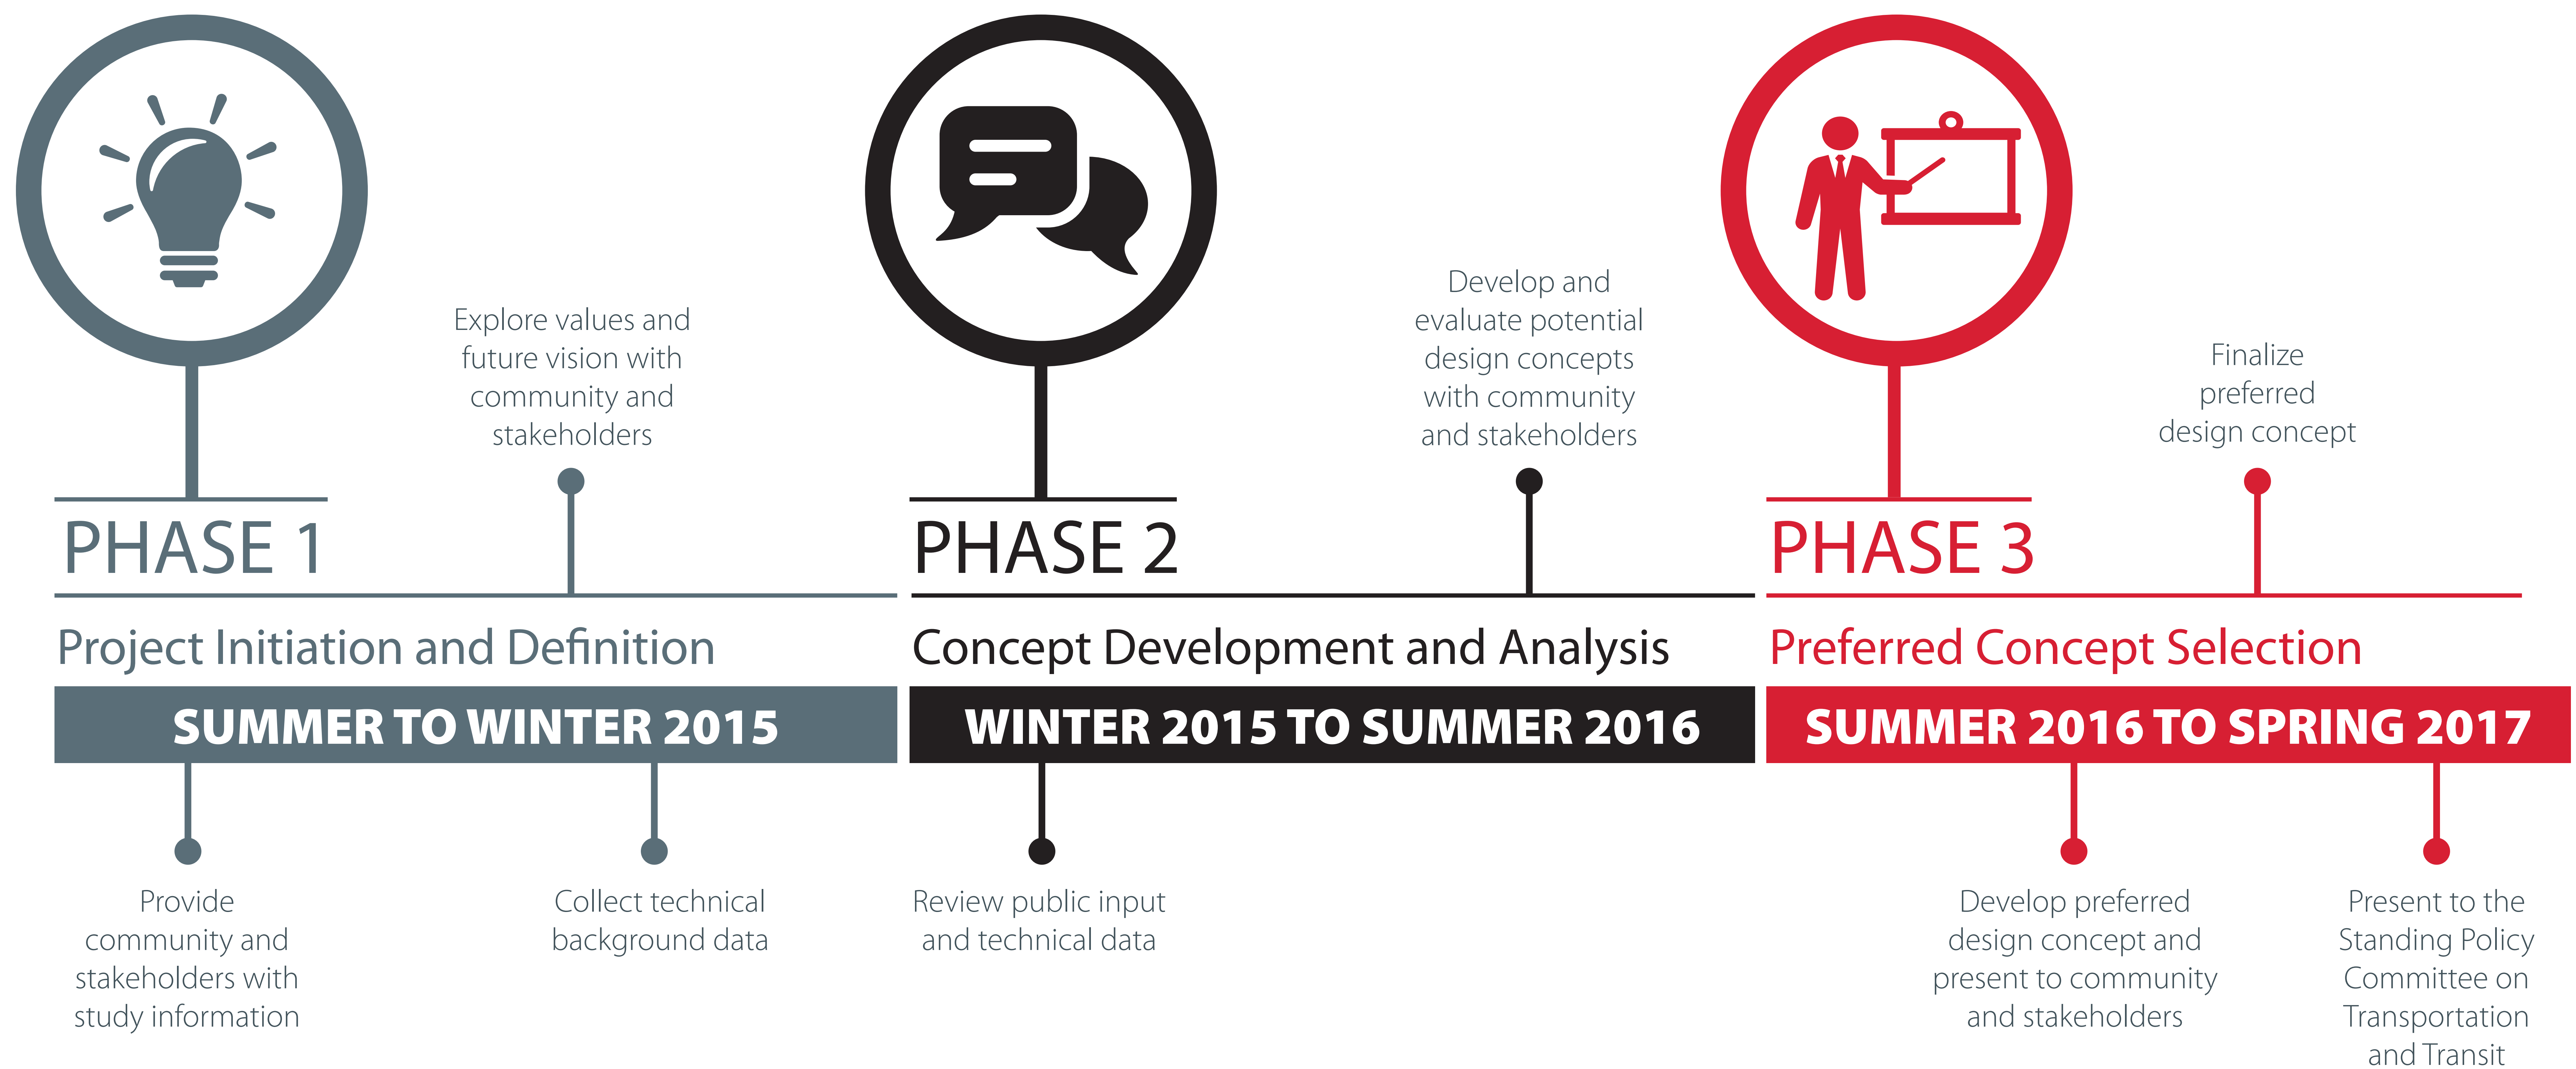 Explore values and
future vision with
community and
stakeholders
PHASE 1
Project Initiation and Definition
SUMMER TO WINTER 2015
Provide
community and
stakeholders with
study information
Collect technical
background data
Develop and
evaluate potential
design concepts
with community
and stakeholders
PHASE 2
Concept Development and Analysis
WINTER 2015 TO SUMMER 2016
Review public input
and technical data
Finalize
preferred
design concept
PHASE 3
Preferred Concept Selection
SUMMER 2016 TO SPRING 2017
Develop preferred
design concept and
present to community
and stakeholders
Present to the
Standing Policy
Committee on
Transportation
and Transit